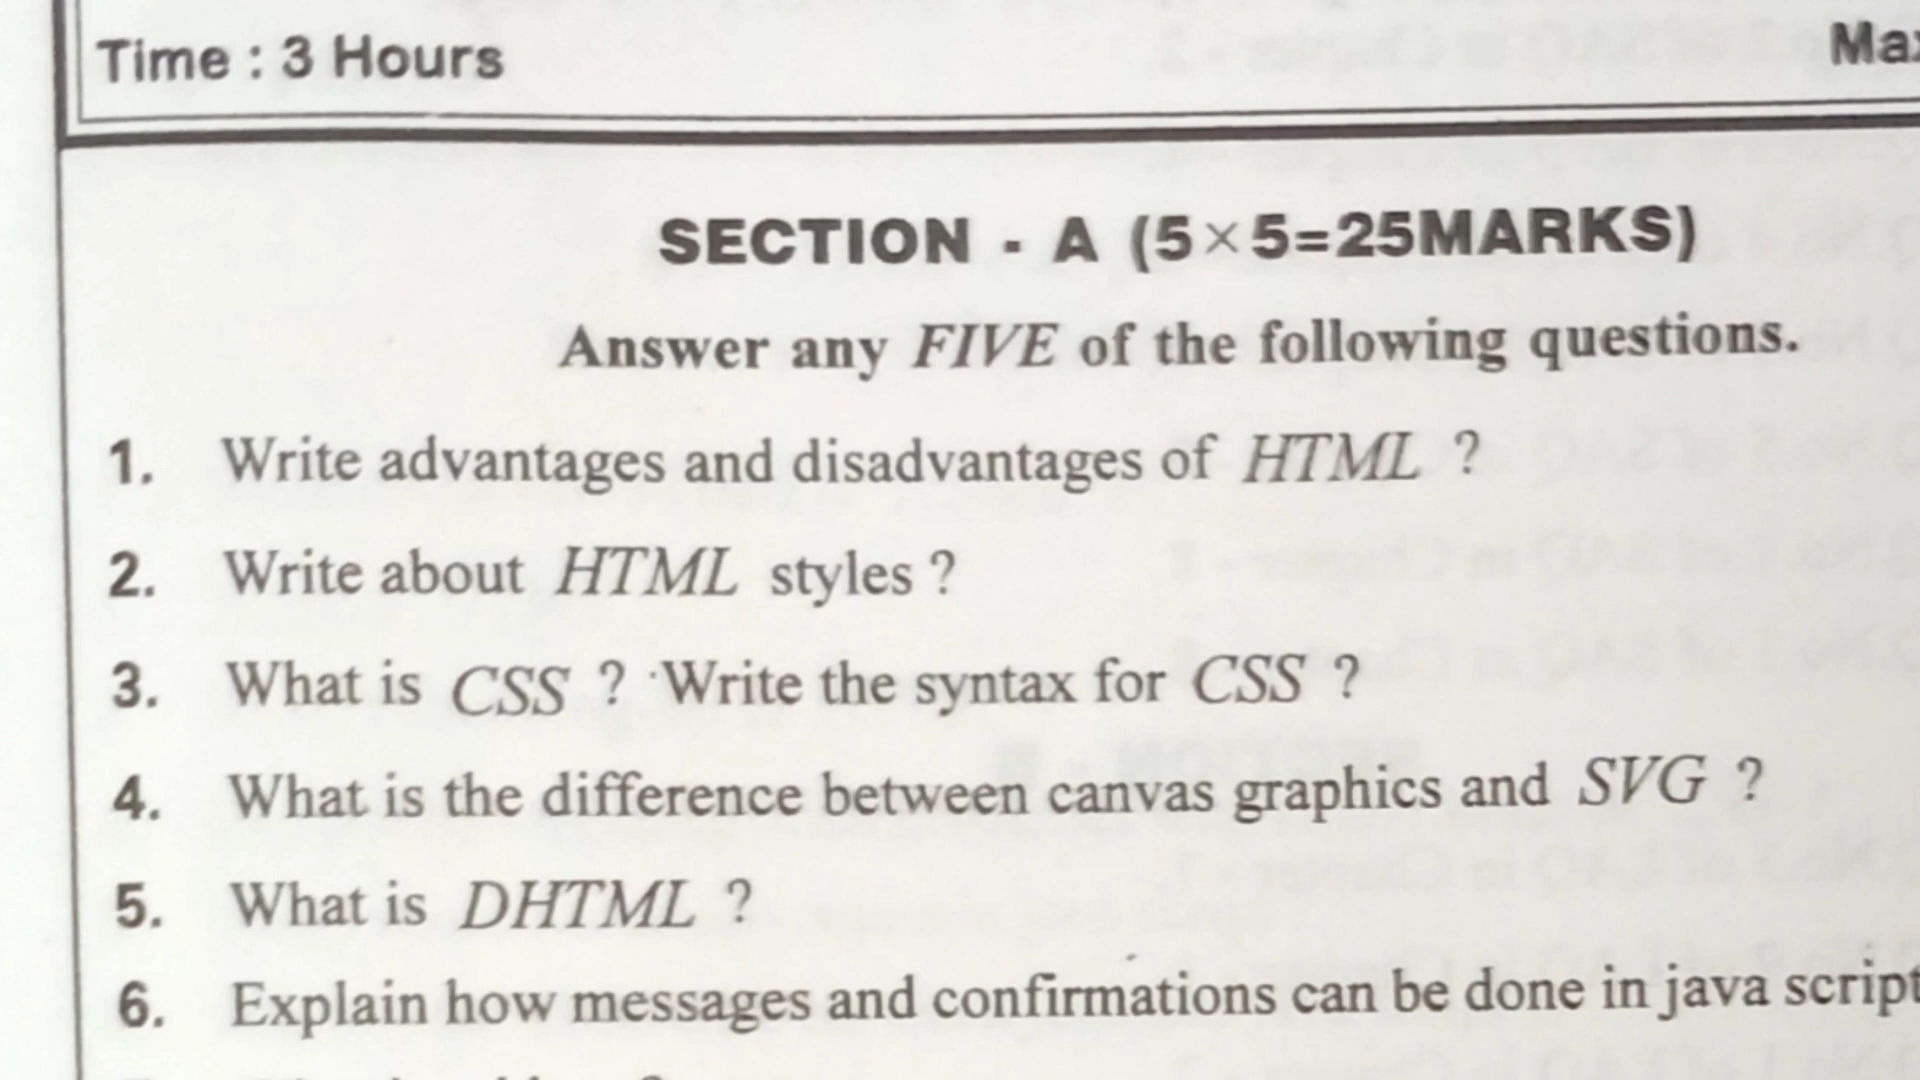 Time : 3 Hours
SECTION - A (5×5=25MARKS)
Answer any FIVE of the following questions.
1. Write advantages and disadvantages of HTML ?
2. Write about HTML styles ?
3. What is CSS ? Write the syntax for CSS ?
4. What is the difference between canvas graphics and SVG ?
5. What is DHTML ?
6. Explain how messages and confirmations can be done in java script